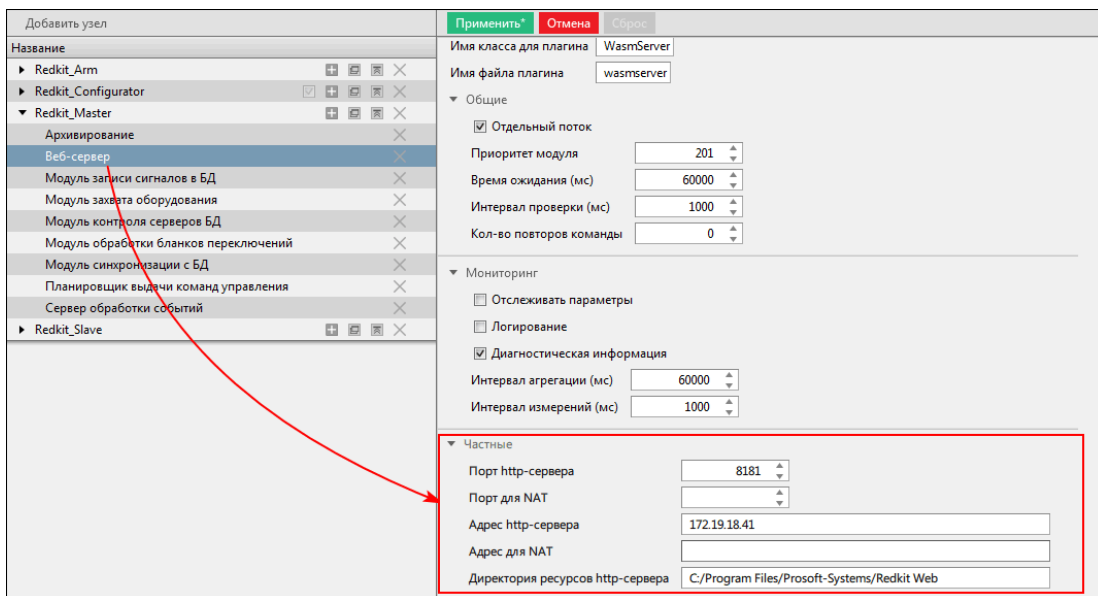 Добавить узел
Название
Redkit_Arm
Redkit_Configurator
Redkit_Master
Архивирование
Веб-сервер
Модуль записи сигналов в БД
Модуль захвата оборудования
Модуль контроля серверов БД
Модуль обработки бланков переключений
Модуль синхронизации с БД
Планировщик выдачи команд управления
Сервер обработки событий
Redkit_Slave
Применить* Отмена Сброс
Имя класса для плагина WasmServer
Имя файла плагина wasmserver
Общие
Отдельный поток
Приоритет модуля 201
Время ожидания (мс) 60000
Интервал проверки (мс) 1000
Кол-во повторов команды 0
Мониторинг
Отслеживать параметры
Логирование
Диагностическая информация
Интервал агрегации (мс) 60000
Интервал измерений (мс) 1000
Частные
Порт http-сервера 8181
Порт для NAT
Адрес http-сервера 172.19.18.41
Адрес для NAT
Директория ресурсов http-сервера C:/Program Files/Prosoft-Systems/Redkit Web